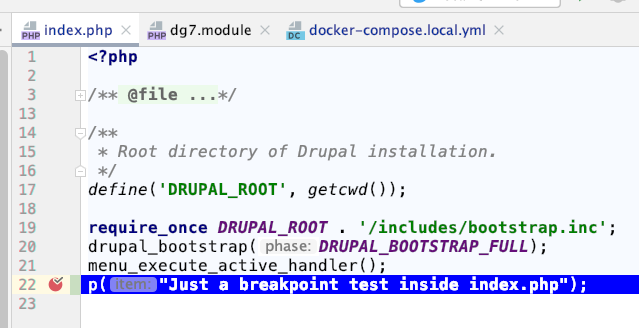 index.php dg7.module docker-compose.local.yml
PHP PHP DC
1 <?php
2
3 /** @file ...*/
13
14 /**
15  * Root directory of Drupal installation.
16  */
17 define('DRUPAL_ROOT', getcwd());
18
19 require_once DRUPAL_ROOT . '/includes/bootstrap.inc';
20 drupal_bootstrap( phase: DRUPAL_BOOTSTRAP_FULL);
21 menu_execute_active_handler();
22 p( item: "Just a breakpoint test inside index.php");
23